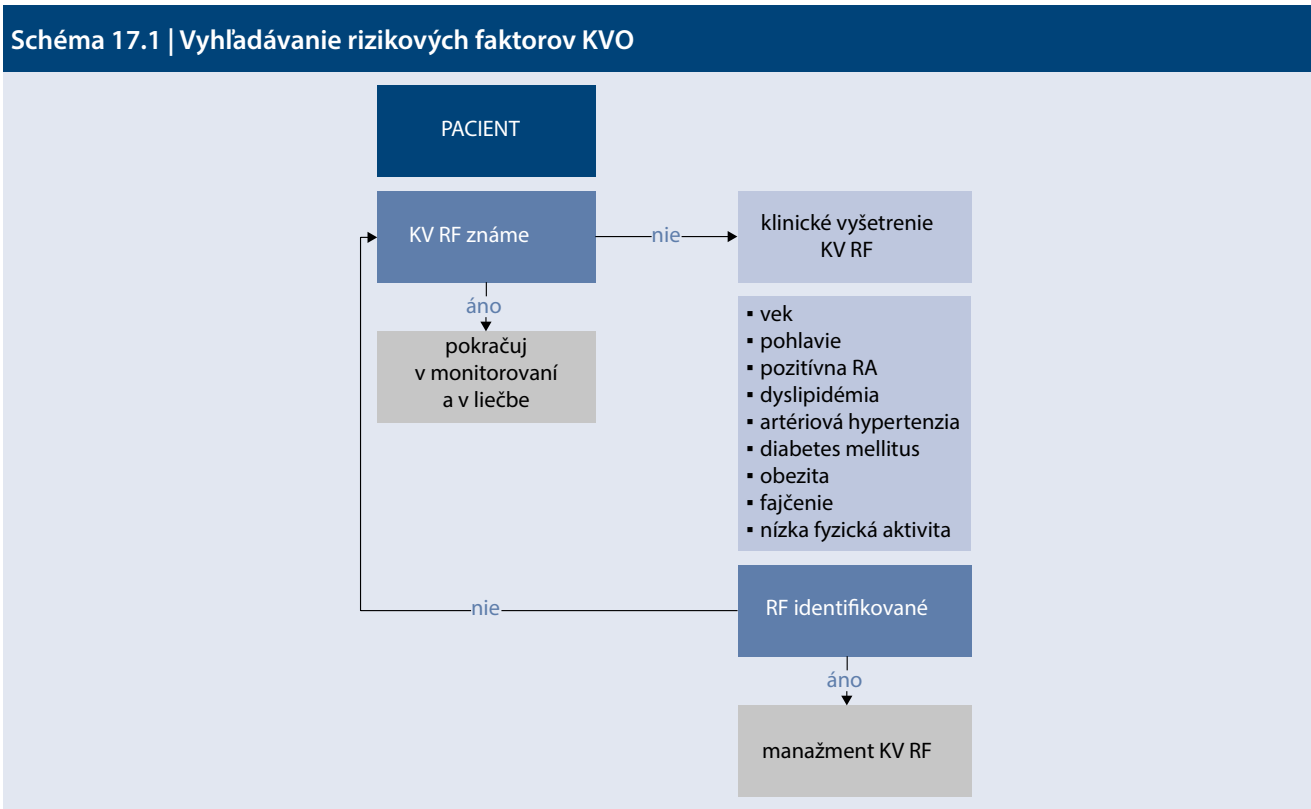 Schéma 17.1 | Vyhľadávanie rizikových faktorov KVO
PACIENT
KV RF známe
nie
klinické vyšetrenie
KV RF
áno
pokračuj
v monitorovaní
a v liečbe
▪ vek
▪ pohlavie
▪ pozitívna RA
▪ dyslipidémia
▪ artériová hypertenzia
▪ diabetes mellitus
▪ obezita
▪ fajčenie
▪ nízka fyzická aktivita
nie
RF identifikované
áno
manažment KV RF